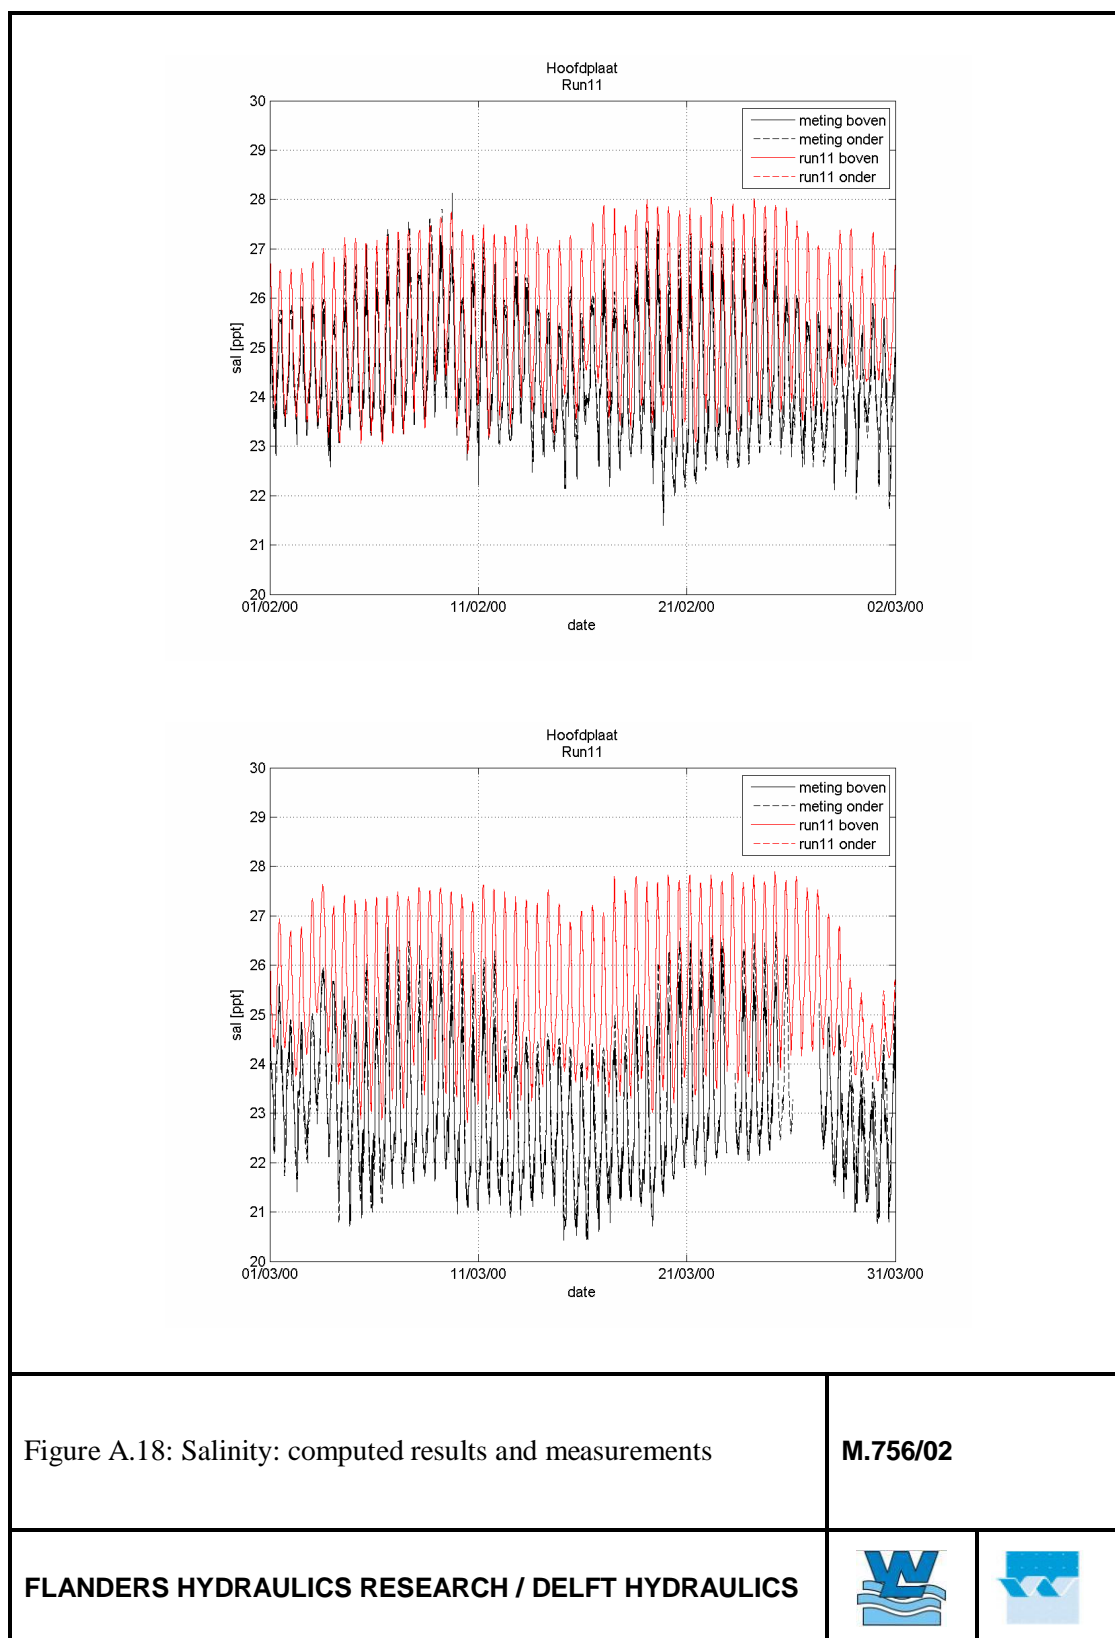 Hoofdplaat
Run11
30
29
28
27
26
25
24
23
22
21
20
sal [ppt]
meting boven
meting onder
run11 boven
run11 onder
01/02/00 11/02/00 21/02/00 02/03/00
date
Hoofdplaat
Run11
30
29
28
27
26
25
24
23
22
21
20
sal [ppt]
meting boven
meting onder
run11 boven
run11 onder
01/03/00 11/03/00 21/03/00 31/03/00
date
Figure A.18: Salinity: computed results and measurements
M.756/02
FLANDERS HYDRAULICS RESEARCH / DELFT HYDRAULICS